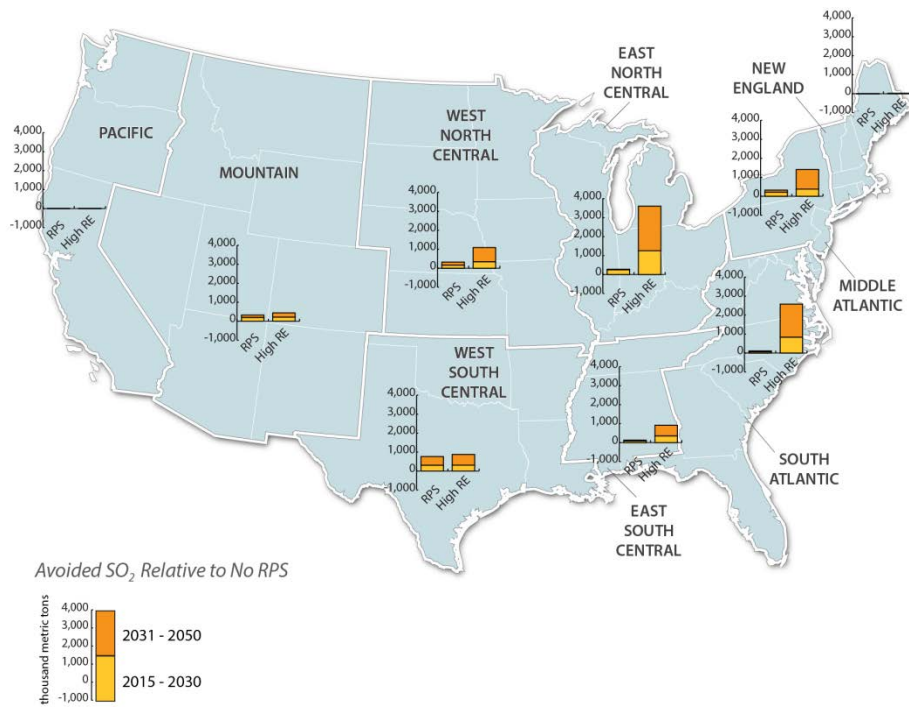 4,000
3,000
2,000
1,000
0
-1,000
RPS
High RE
NEW
ENGLAND
EAST
NORTH
CENTRAL
4,000
3,000
2,000
1,000
0
-1,000
RPS
High RE
MIDDLE
ATLANTIC
WEST
NORTH
CENTRAL
4,000
3,000
2,000
1,000
0
-1,000
RPS
High RE
4,000
3,000
2,000
1,000
0
-1,000
RPS
High RE
PACIFIC
4,000
3,000
2,000
1,000
0
-1,000
RPS
High RE
MOUNTAIN
4,000
3,000
2,000
1,000
0
-1,000
RPS
High RE
4,000
3,000
2,000
1,000
0
-1,000
RPS
High RE
SOUTH
ATLANTIC
WEST
SOUTH
CENTRAL
4,000
3,000
2,000
1,000
0
-1,000
RPS
High RE
4,000
3,000
2,000
1,000
0
-1,000
RPS
High RE
EAST
SOUTH
CENTRAL
Avoided SO₂ Relative to No RPS
thousand metric tons
4,000
3,000
2,000
1,000
0
-1,000
2031 - 2050
2015 - 2030